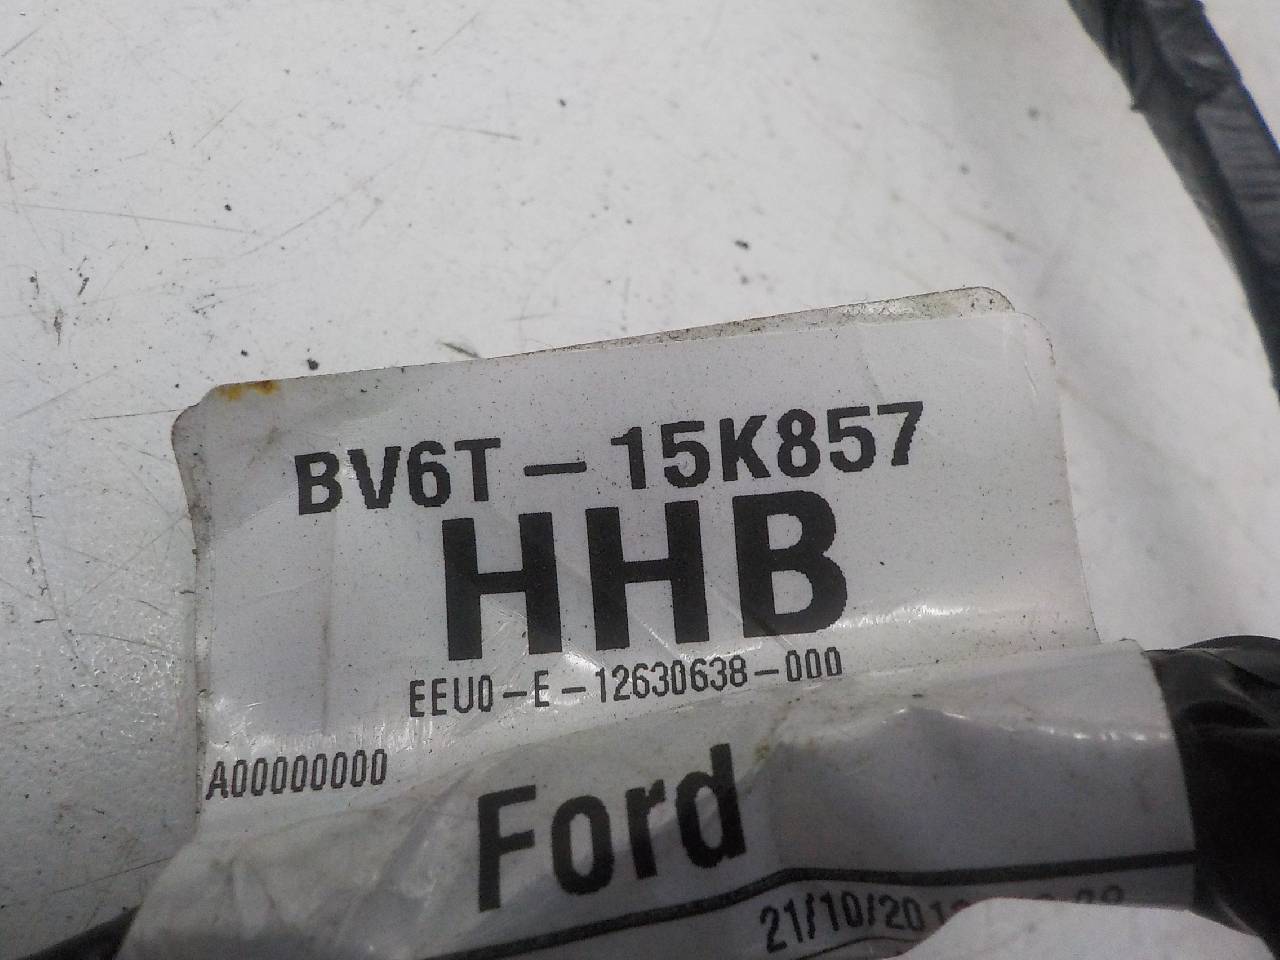 BV6T-15K857
HHB
EEU0-E-12630638-000
A00000000
Ford